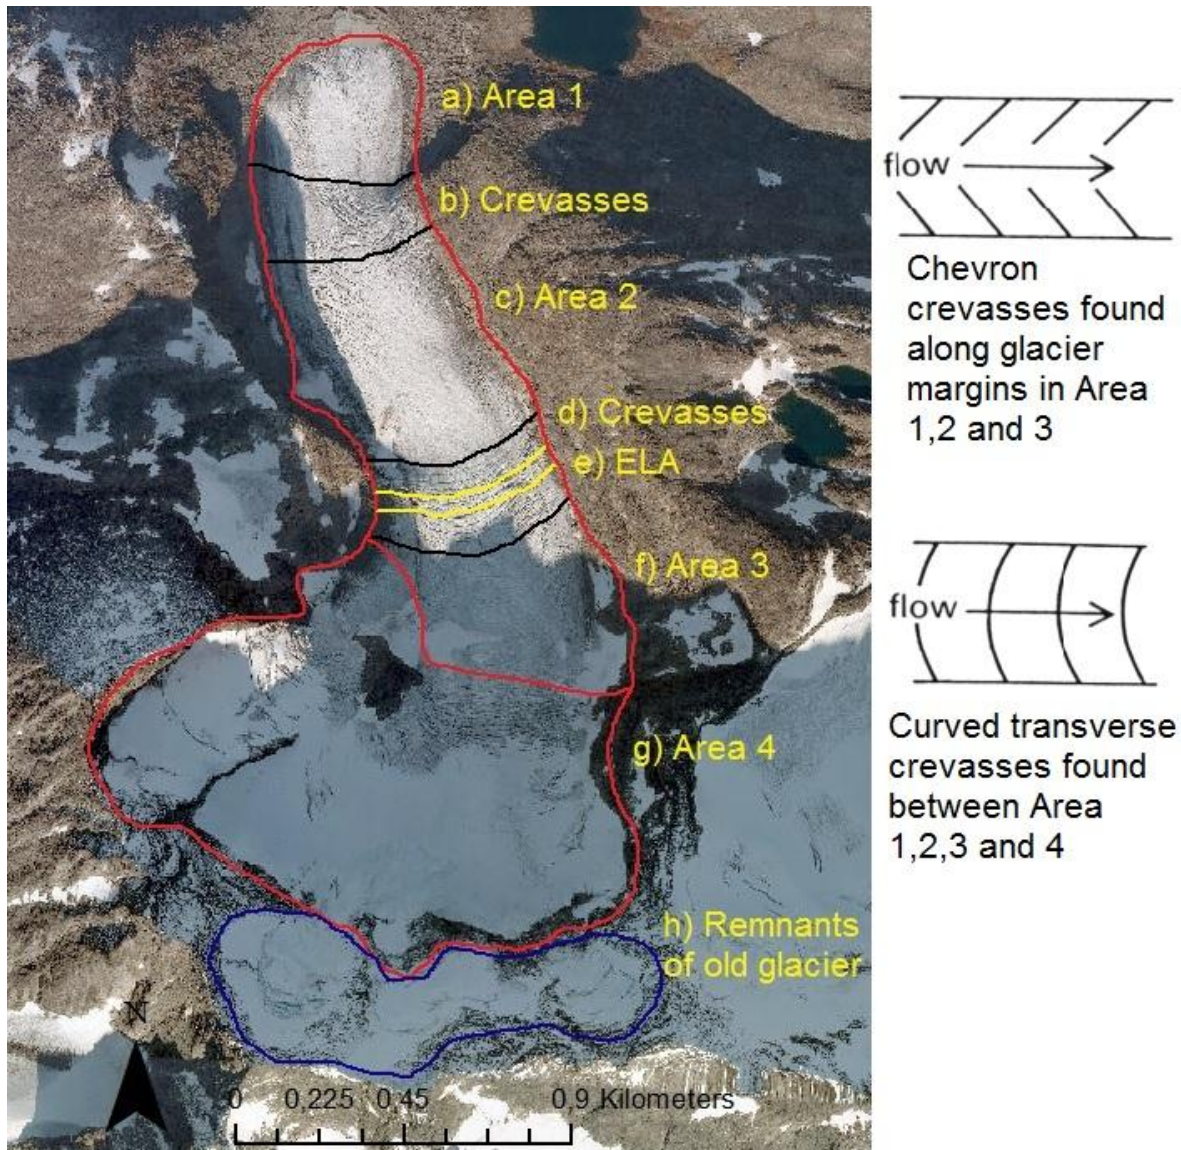 a) Area 1
b) Crevasses
c) Area 2
d) Crevasses
e) ELA
f) Area 3
g) Area 4
h) Remnants
of old glacier
N
0 0,225 0,45 0,9 Kilometers
flow
Chevron
crevasses found
along glacier
margins in Area
1,2 and 3
flow
Curved transverse
crevasses found
between Area
1,2,3 and 4